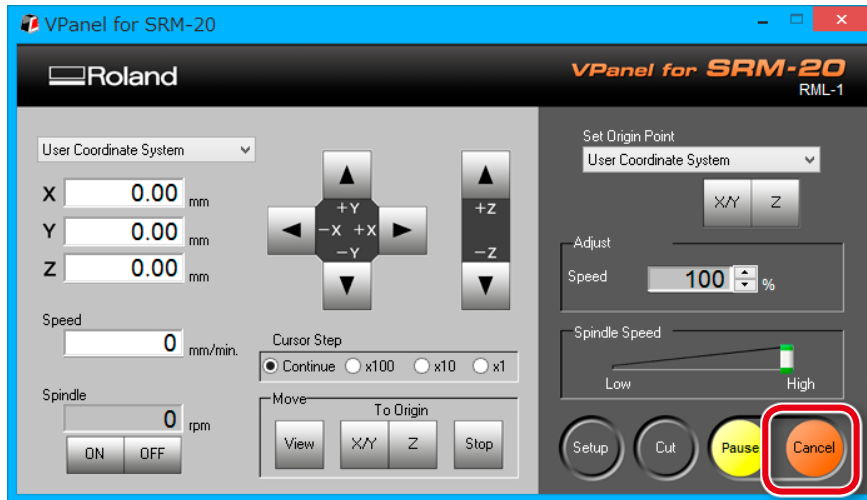 VPanel for SRM-20
Roland
VPanel for SRM-20
RML-1
User Coordinate System
X 0.00 mm
Y 0.00 mm
Z 0.00 mm
Speed
0 mm/min.
Spindle
0 rpm
ON OFF
+Y
-X +X
-Y
+Z
-Z
Cursor Step
Continue x100 x10 x1
Move
To Origin
View X/Y Z Stop
Set Origin Point
User Coordinate System
X/Y Z
Adjust
Speed 100 %
Spindle Speed
Low High
Setup Cut Pause Cancel